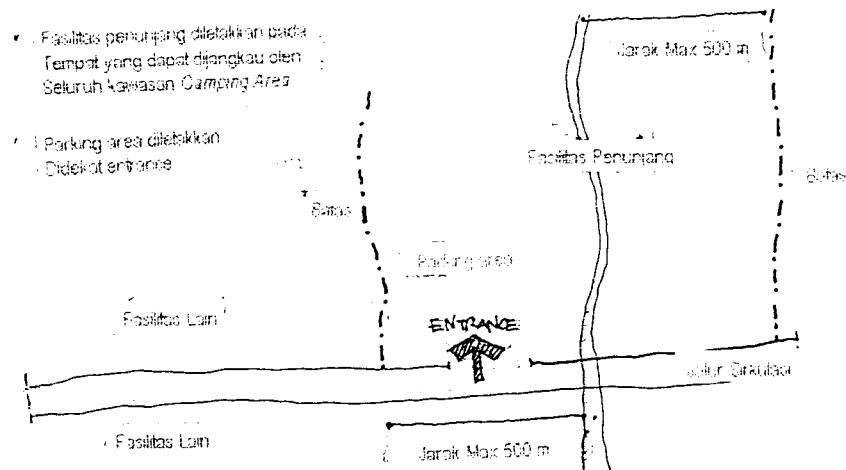 Fasilitas penunjang diletakkan pada
Tempat yang dapat dijangkau oleh
Seluruh kawasan Camping Area
Parking area diletakkan
Didekat entrance
Jarak Max 500 m
Fasilitas Penunjang
Batas
Batas
Parking area
Fasilitas Lain
ENTRANCE
Jalur Sirkulasi
Fasilitas Lain
Jarak Max 500 m